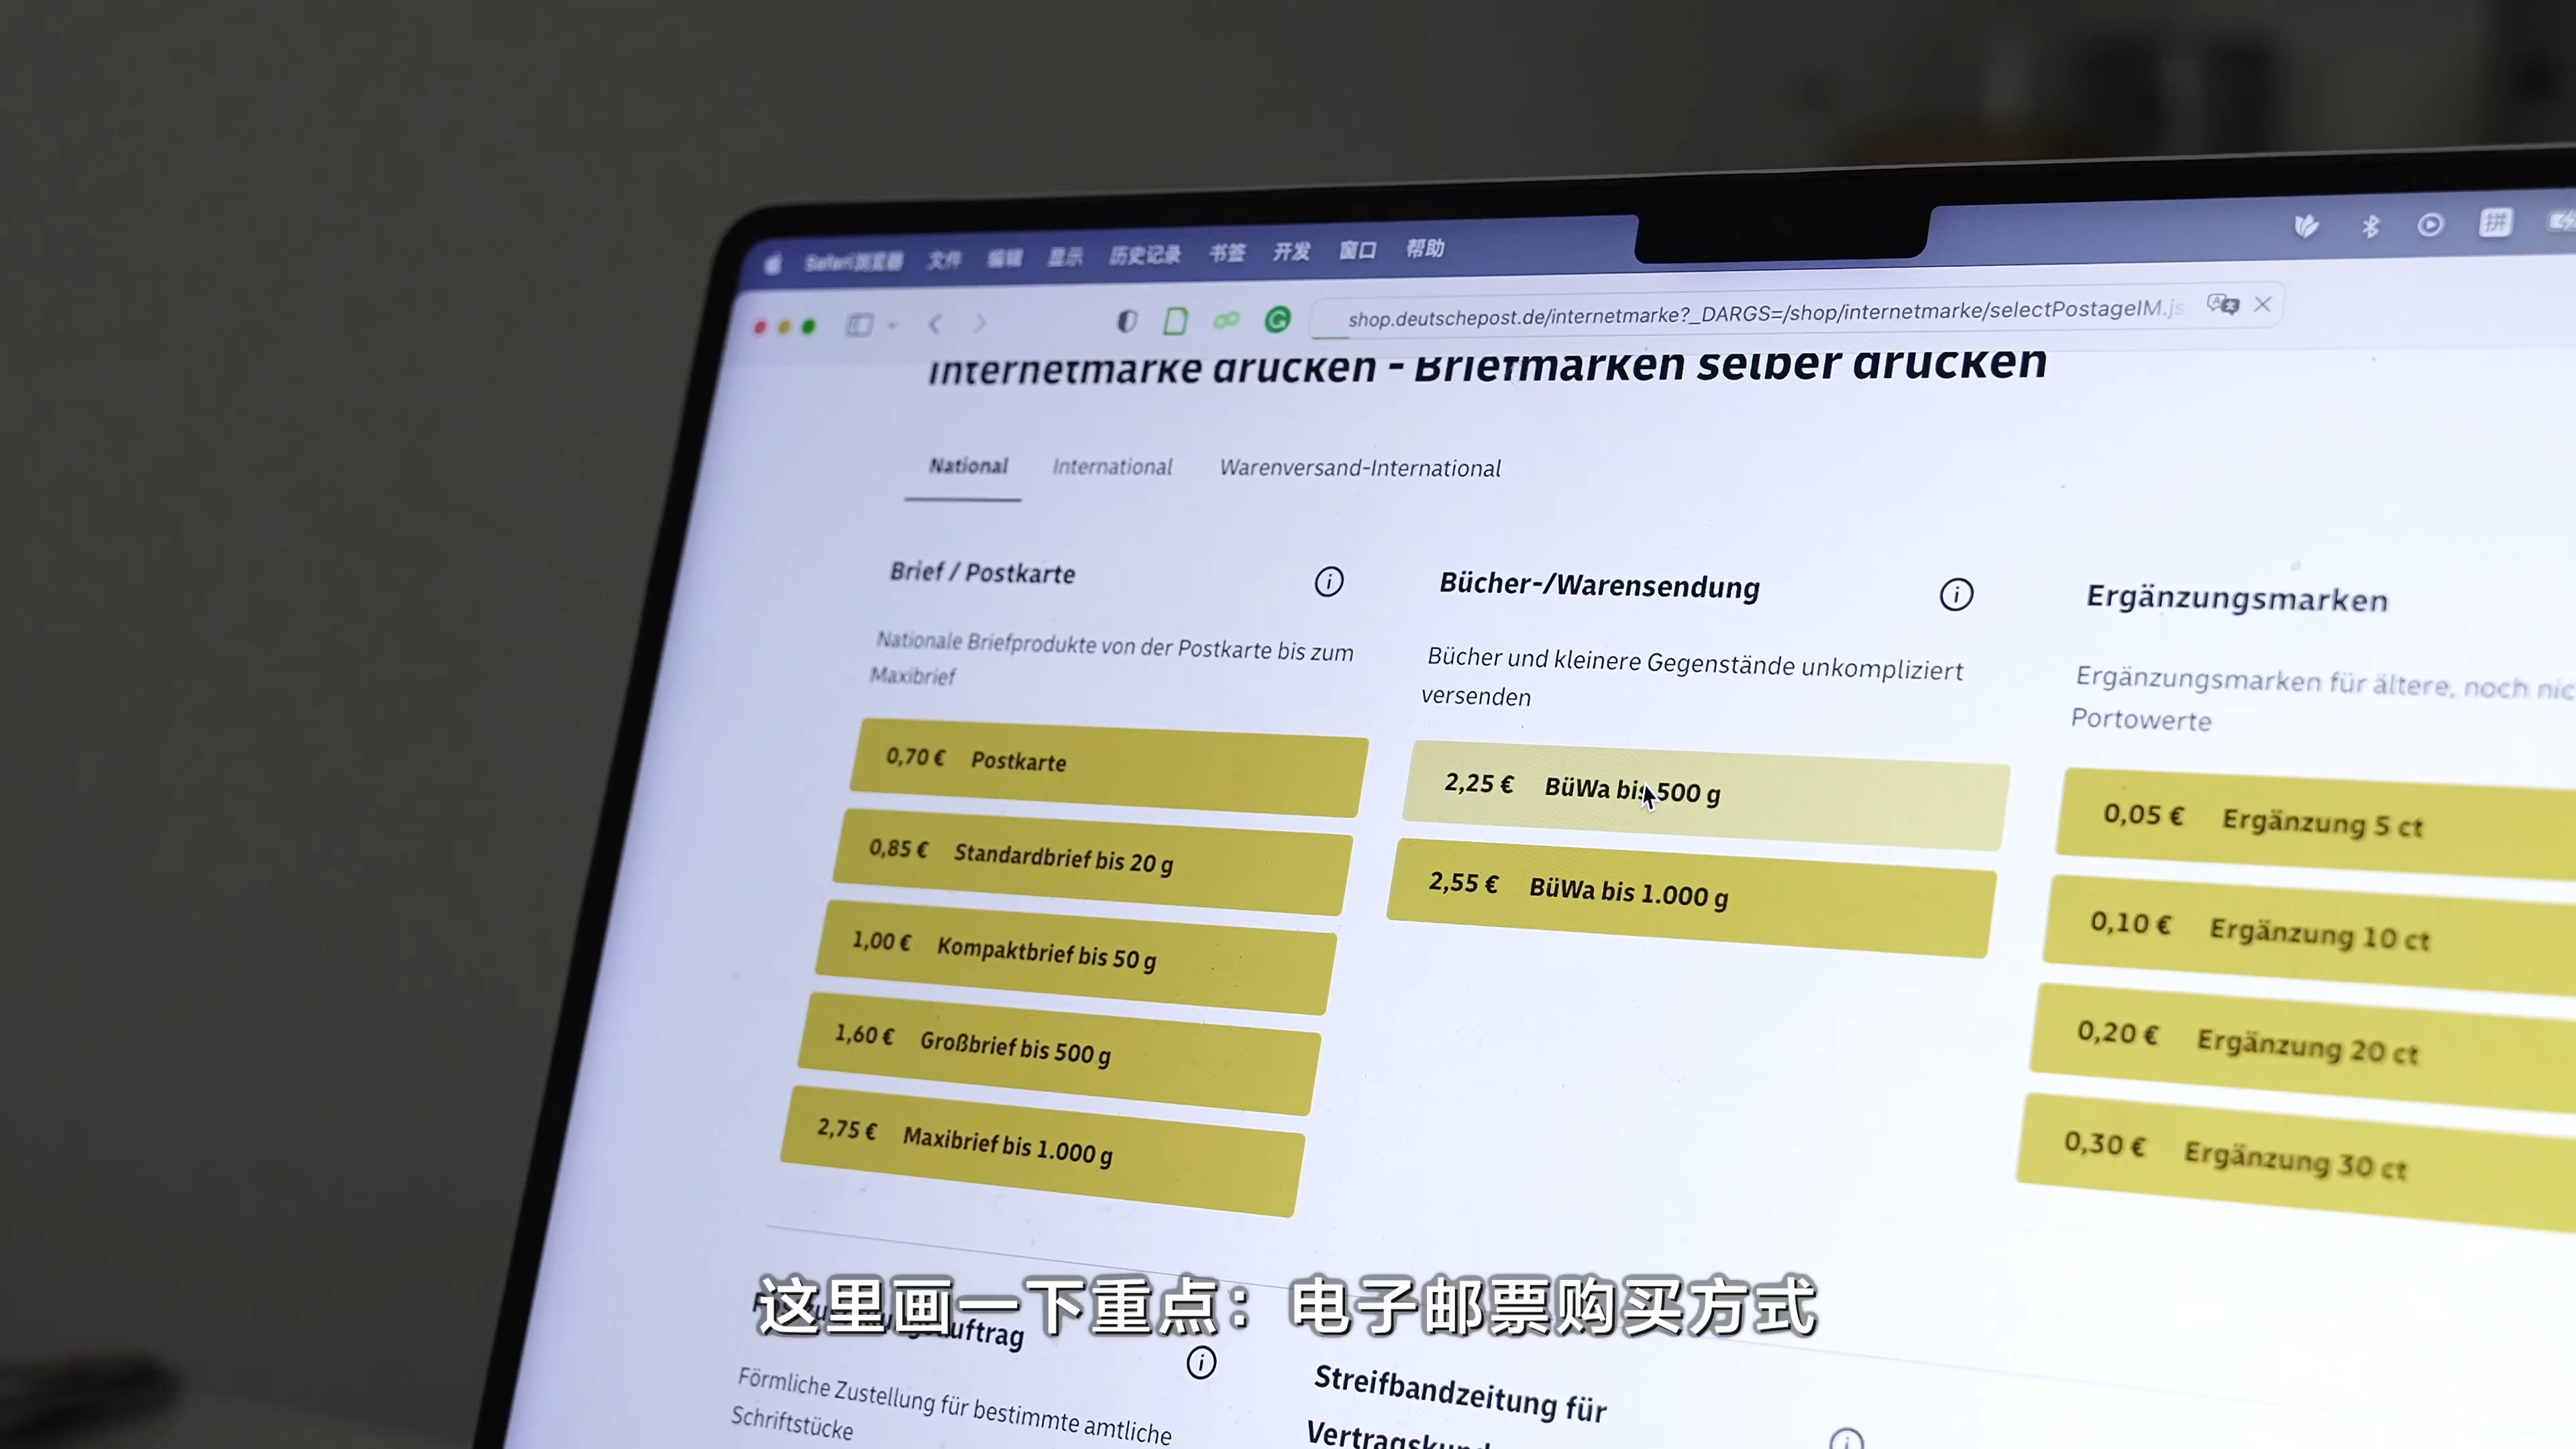 Safari浏览器 文件 编辑 显示 历史记录 书签 开发 窗口 帮助
拼
shop.deutschepost.de/internetmarke?_DARGS=/shop/internetmarke/selectPostageIM.js
Internetmarke drucken - Briefmarken selber drucken
National International Warenversand-International
Brief / Postkarte
Nationale Briefprodukte von der Postkarte bis zum
Maxibrief
0,70 € Postkarte
0,85 € Standardbrief bis 20 g
1,00 € Kompaktbrief bis 50 g
1,60 € Großbrief bis 500 g
2,75 € Maxibrief bis 1.000 g
Bücher-/Warensendung
Bücher und kleinere Gegenstände unkompliziert
versenden
2,25 € BüWa bis 500 g
2,55 € BüWa bis 1.000 g
Ergänzungsmarken
Ergänzungsmarken für ältere, noch nic
Portowerte
0,05 € Ergänzung 5 ct
0,10 € Ergänzung 10 ct
0,20 € Ergänzung 20 ct
0,30 € Ergänzung 30 ct
这里画一下重点：电子邮票购买方式
Förmliche Zustellung für bestimmte amtliche
Schriftstücke
Streifbandzeitung für